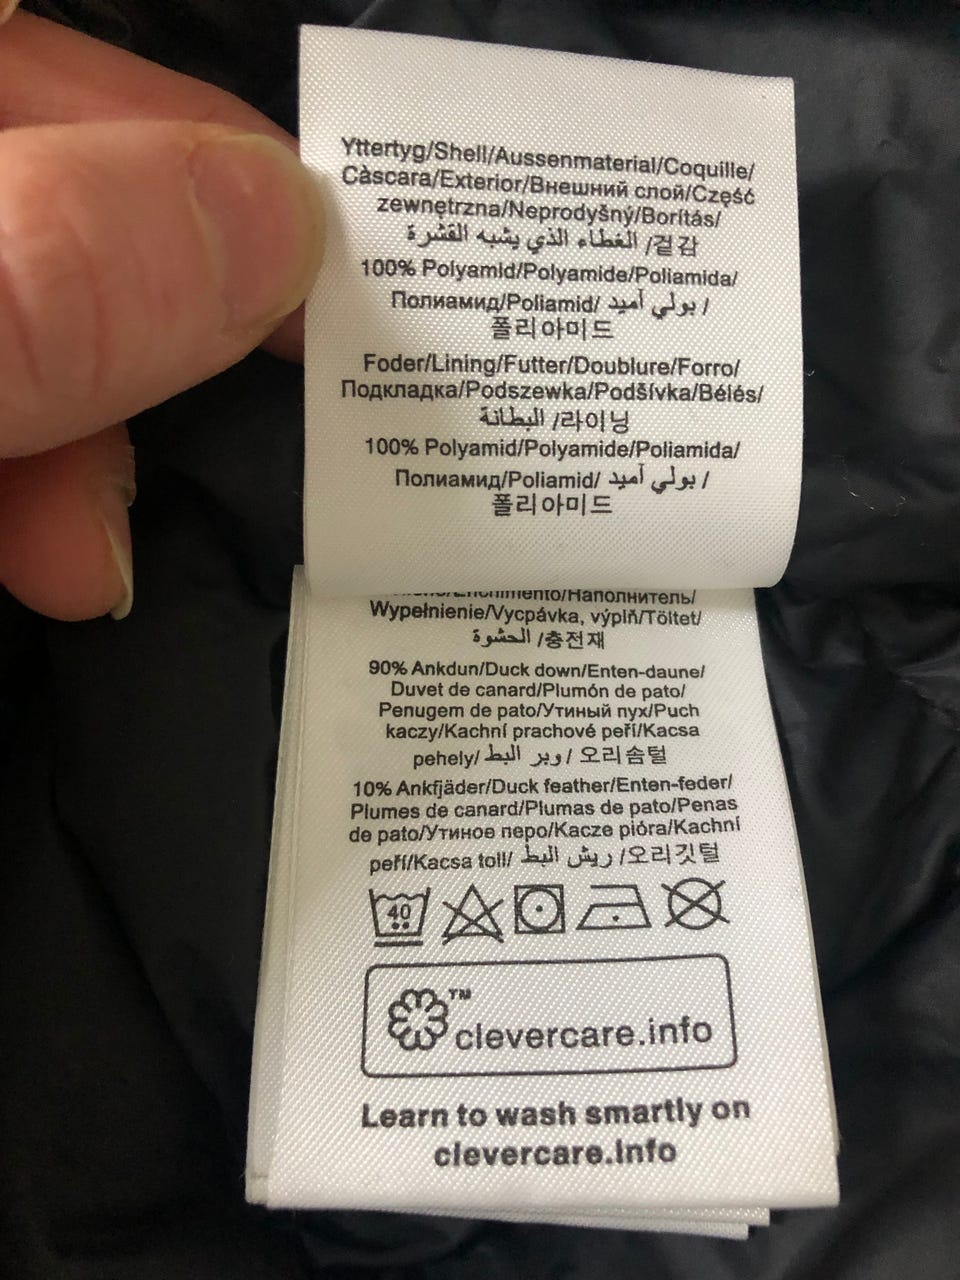 Yttertyg/Shell/Aussenmaterial/Coquille/
Càscara/Exterior/Внешний слой/Część
zewnętrzna/Neprodyšný/Borítás/
الغطاء الذي يشبه القشرة /겉감
100% Polyamid/Polyamide/Poliamida/
Полиамид/Poliamid/ بولي أميد /
폴리아미드
Foder/Lining/Futter/Doublure/Forro/
Подкладка/Podszewka/Podšívka/Bélés/
البطانة /라이닝
100% Polyamid/Polyamide/Poliamida/
Полиамид/Poliamid/ بولي أميد /
폴리아미드
Наполнитель/
Wypełnienie/Vycpávka, výplň/Töltet/
الحشوة /충전재
90% Ankdun/Duck down/Enten-daune/
Duvet de canard/Plumón de pato/
Penugem de pato/Утиный пух/Puch
kaczy/Kachní prachové peří/Kacsa
pehely/ وبر البط / 오리솜털
10% Ankfjäder/Duck feather/Enten-feder/
Plumes de canard/Plumas de pato/Penas
de pato/Утиное перо/Kacze pióra/Kachní
peří/Kacsa toll/ ريش البط /오리깃털
40
TM
clevercare.info
Learn to wash smartly on
clevercare.info